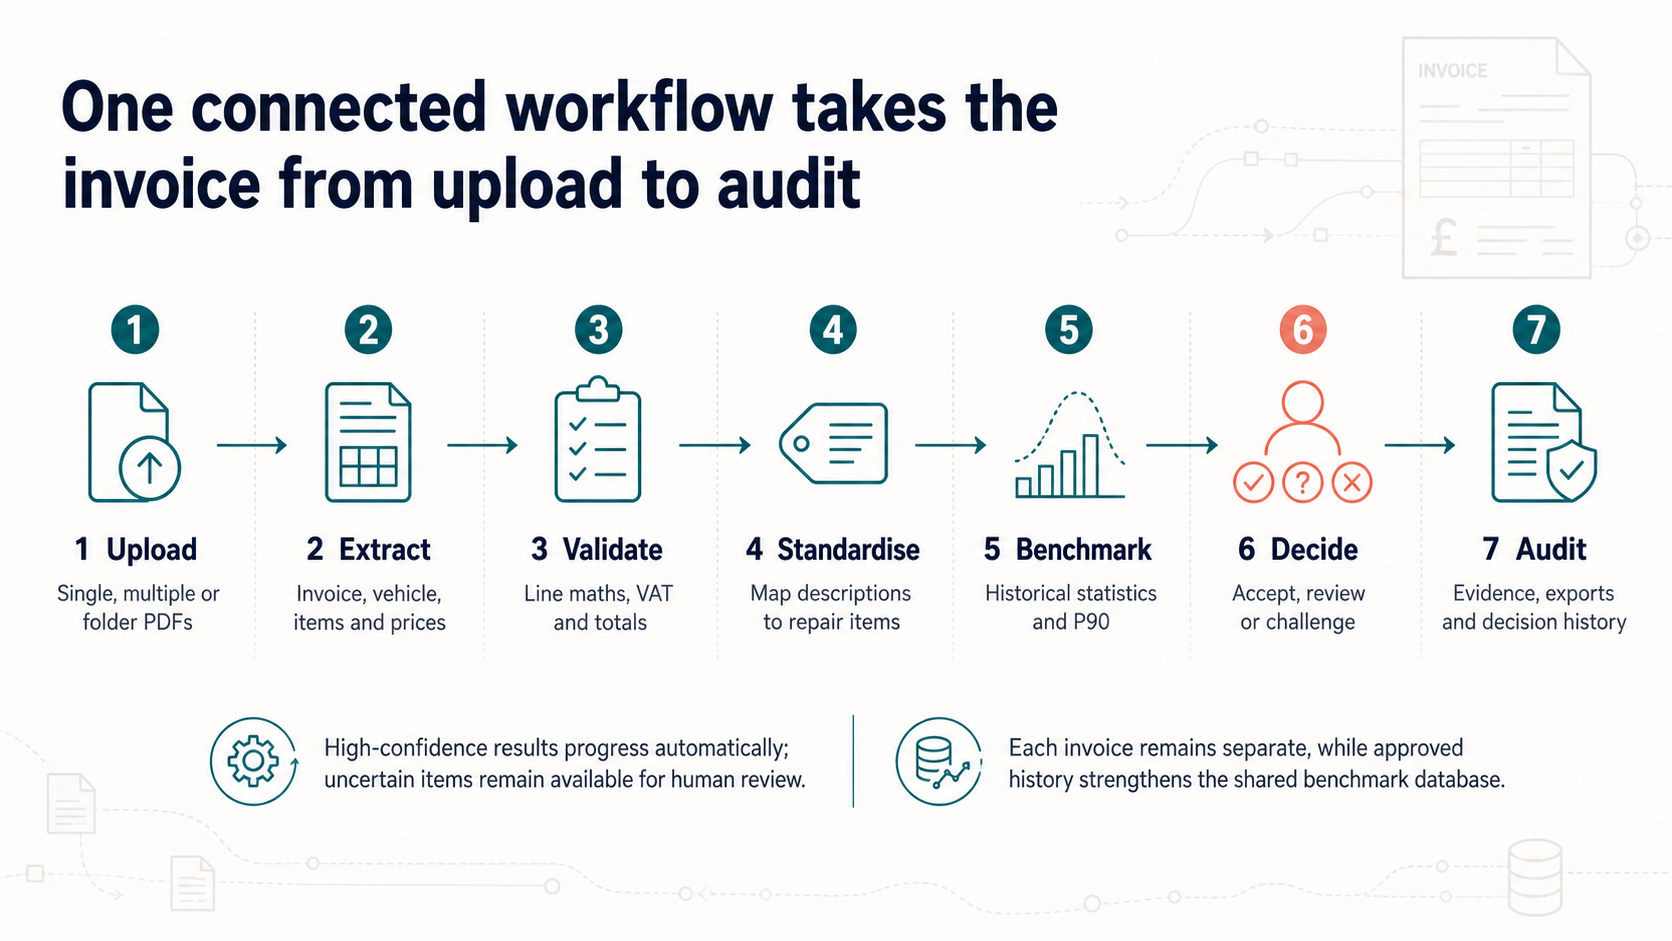 One connected workflow takes the
invoice from upload to audit
INVOICE
£
1
2
3
4
5
6
7
?
1 Upload
Single, multiple or
folder PDFs
2 Extract
Invoice, vehicle,
items and prices
3 Validate
Line maths, VAT
and totals
4 Standardise
Map descriptions
to repair items
5 Benchmark
Historical statistics
and P90
6 Decide
Accept, review
or challenge
7 Audit
Evidence, exports
and decision history
High-confidence results progress automatically;
uncertain items remain available for human review.
Each invoice remains separate, while approved
history strengthens the shared benchmark database.